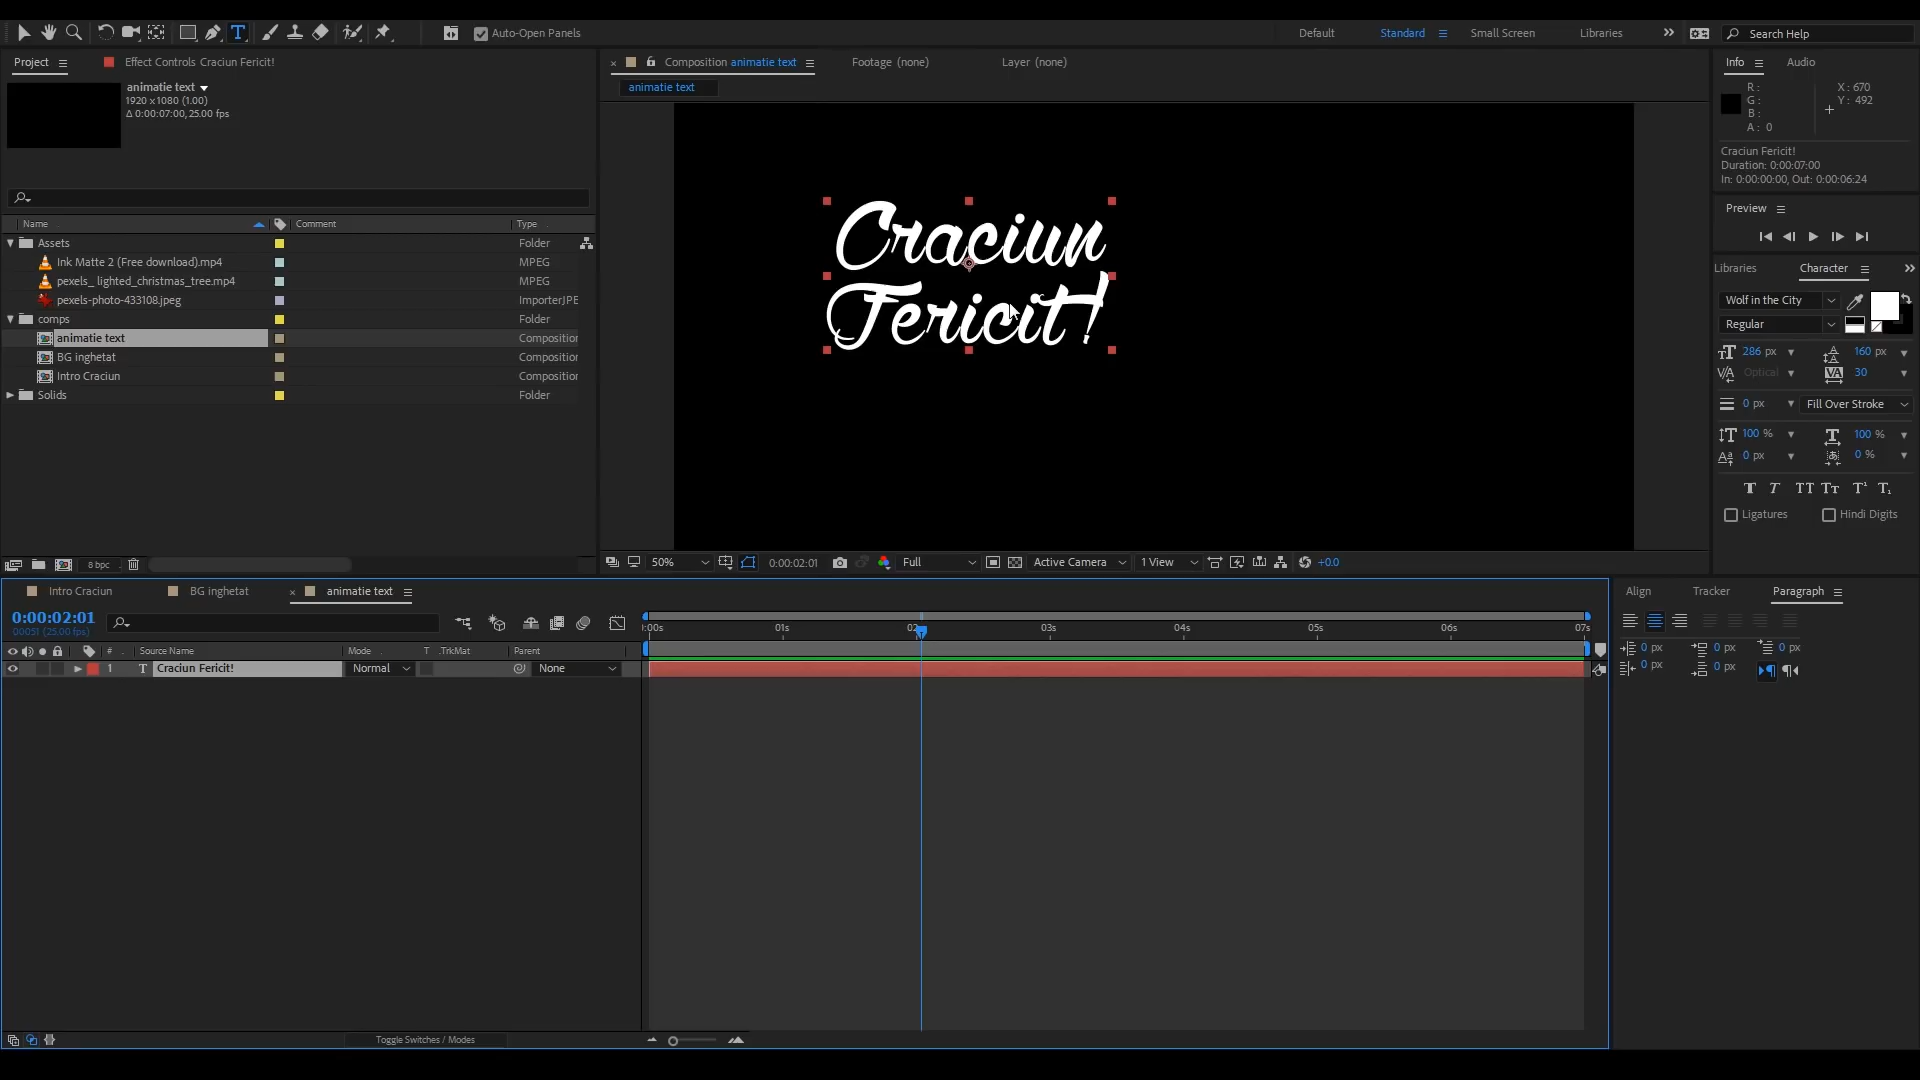 Auto-Open Panels
Default
Standard
Small Screen
Libraries
Search Help
Project
Effect Controls Craciun Fericit!
Composition animatie text
Footage (none)
Layer (none)
Info
Audio
animatie text
1920 x1080 (1.00)
Δ 0:00:07:00, 25.00 fps
animatie text
R :
G :
B :
A : 0
X : 670
Y : 492
Craciun Fericit!
Duration: 0:00:07:00
In: 0:00:00:00, Out: 0:00:06:24
Preview
Name
Comment
Type
Assets
Folder
Ink Matte 2 (Free download).mp4
MPEG
pexels_ lighted_christmas_tree.mp4
MPEG
pexels-photo-433108.jpeg
ImporterJPE
comps
Folder
animatie text
Composition
BG inghetat
Composition
Intro Craciun
Composition
Solids
Folder
Craciun
Fericit!
Libraries
Character
Wolf in the City
Regular
286 px
160 px
Optical
30
0 px
Fill Over Stroke
100 %
100 %
0 px
0 %
Ligatures
Hindi Digits
8 bpc
50%
0:00:02:01
Full
Active Camera
1 View
+0.0
Intro Craciun
BG inghetat
animatie text
0:00:02:01
00051 (25.00 fps)
:00s
01s
02
03s
04s
05s
06s
07s
#
Source Name
Mode
T
.TrkMat
Parent
1
T
Craciun Fericit!
Normal
None
Align
Tracker
Paragraph
0 px
0 px
0 px
0 px
0 px
Toggle Switches / Modes